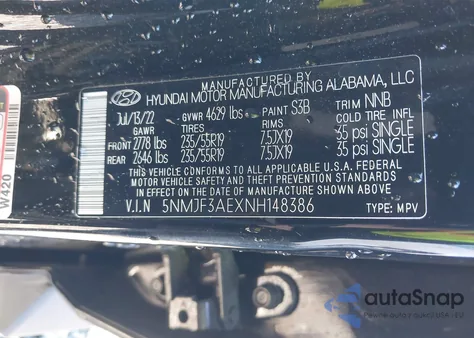 MANUFACTURED BY
HYUNDAI MOTOR MANUFACTURING ALABAMA, LLC
Jul/13/22 GVWR 4629 lbs PAINT S3B TRIM NNB
GAWR TIRES RIMS COLD TIRE INF.
FRONT 2778 lbs 235/55R19 7.5JX19 35 psi SINGLE
REAR 2646 lbs 235/55R19 7.5JX19 35 psi SINGLE
THIS VEHICLE CONFORMS TO ALL APPLICABLE U.S.A. FEDERAL
MOTOR VEHICLE SAFETY AND THEFT PREVENTION STANDARDS
IN EFFECT ON THE DATE OF MANUFACTURE SHOWN ABOVE.
V.I.N 5NMJF3AEXNH148386 TYPE: MPV
W420
autoSnap